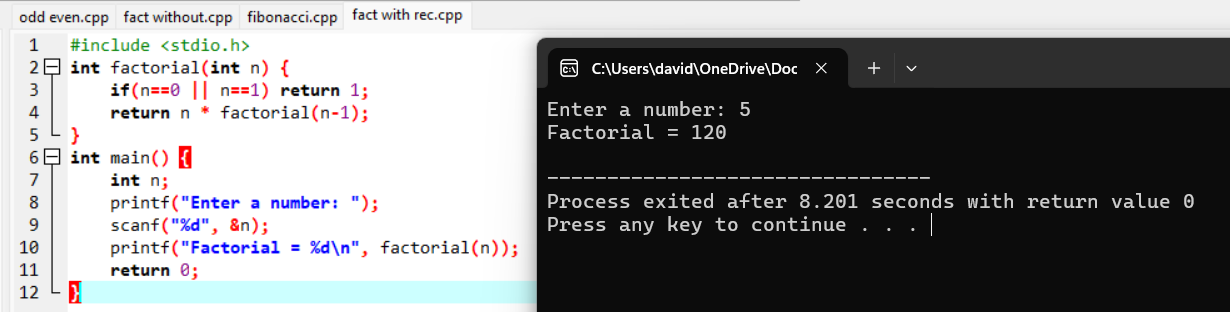 odd even.cpp fact without.cpp fibonacci.cpp fact with rec.cpp
1 #include <stdio.h>
2 int factorial(int n) {
3     if(n==0 || n==1) return 1;
4     return n * factorial(n-1);
5 }
6 int main() {
7     int n;
8     printf("Enter a number: ");
9     scanf("%d", &n);
10     printf("Factorial = %d\n", factorial(n));
11     return 0;
12 }
C:\Users\david\OneDrive\Doc
Enter a number: 5
Factorial = 120
--------------------------------
Process exited after 8.201 seconds with return value 0
Press any key to continue . . .